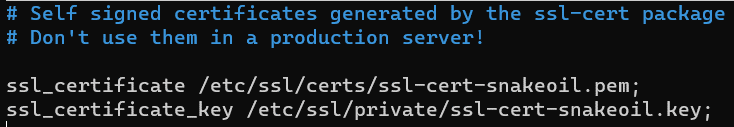 # Self signed certificates generated by the ssl-cert package
# Don't use them in a production server!
ssl_certificate /etc/ssl/certs/ssl-cert-snakeoil.pem;
ssl_certificate_key /etc/ssl/private/ssl-cert-snakeoil.key;